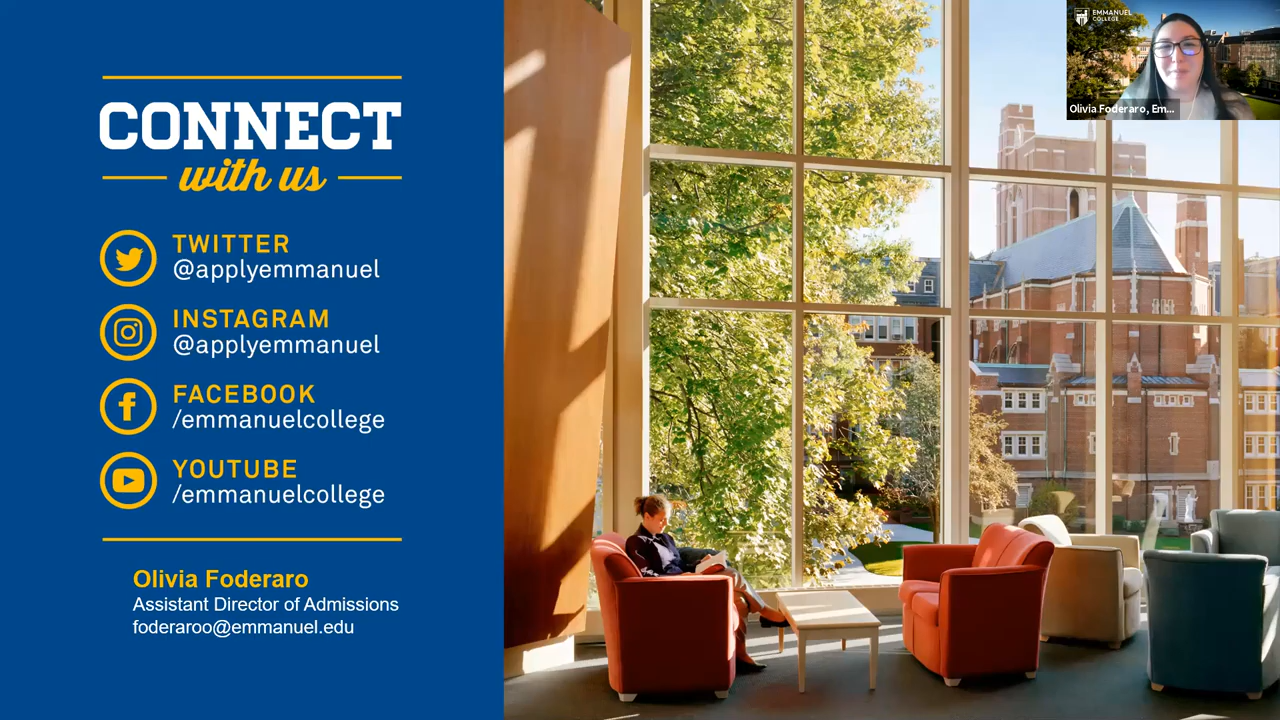 CONNECT
with us
TWITTER
@applyemmanuel
INSTAGRAM
@applyemmanuel
FACEBOOK
/emmanuelcollege
YOUTUBE
/emmanuelcollege
Olivia Foderaro
Assistant Director of Admissions
foderaroo@emmanuel.edu
EMMANUEL
COLLEGE
Olivia Foderaro, Em...